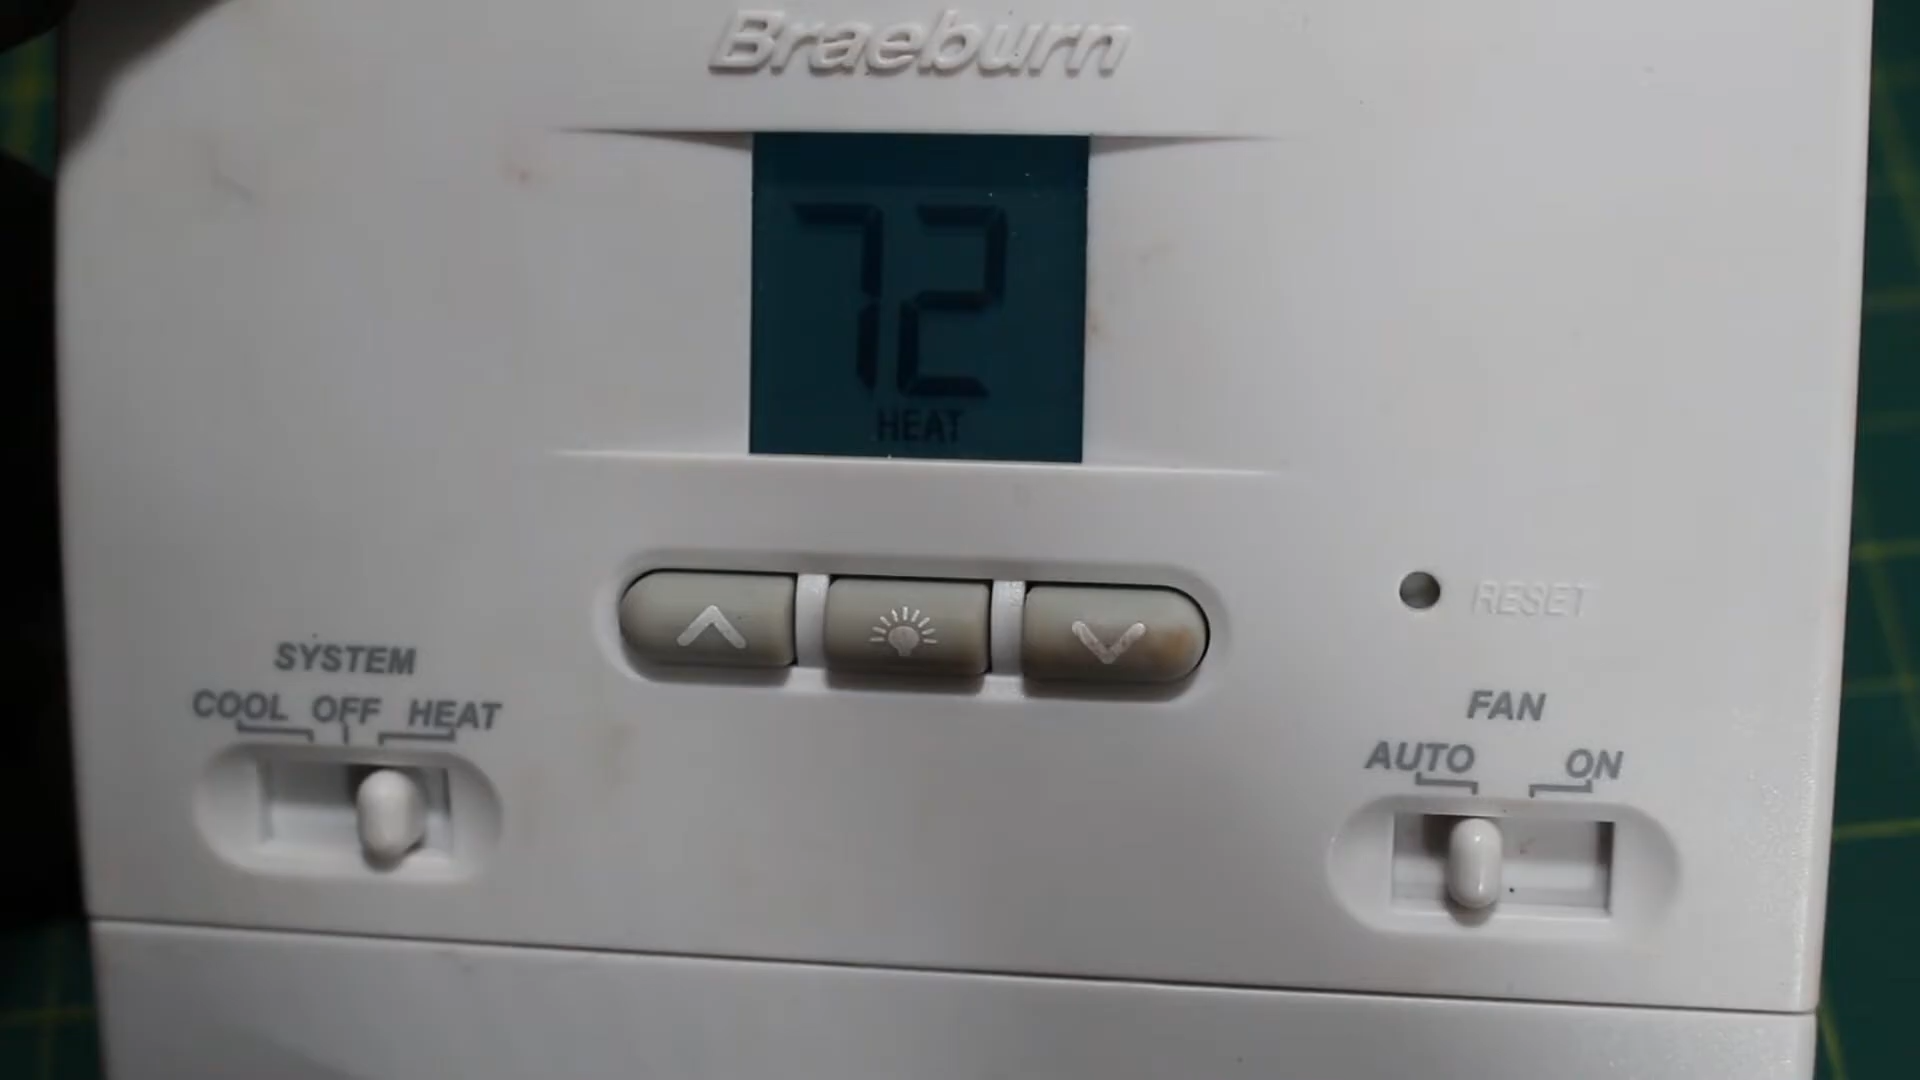 Braeburn
72
HEAT
RESET
SYSTEM
COOL OFF HEAT
FAN
AUTO ON